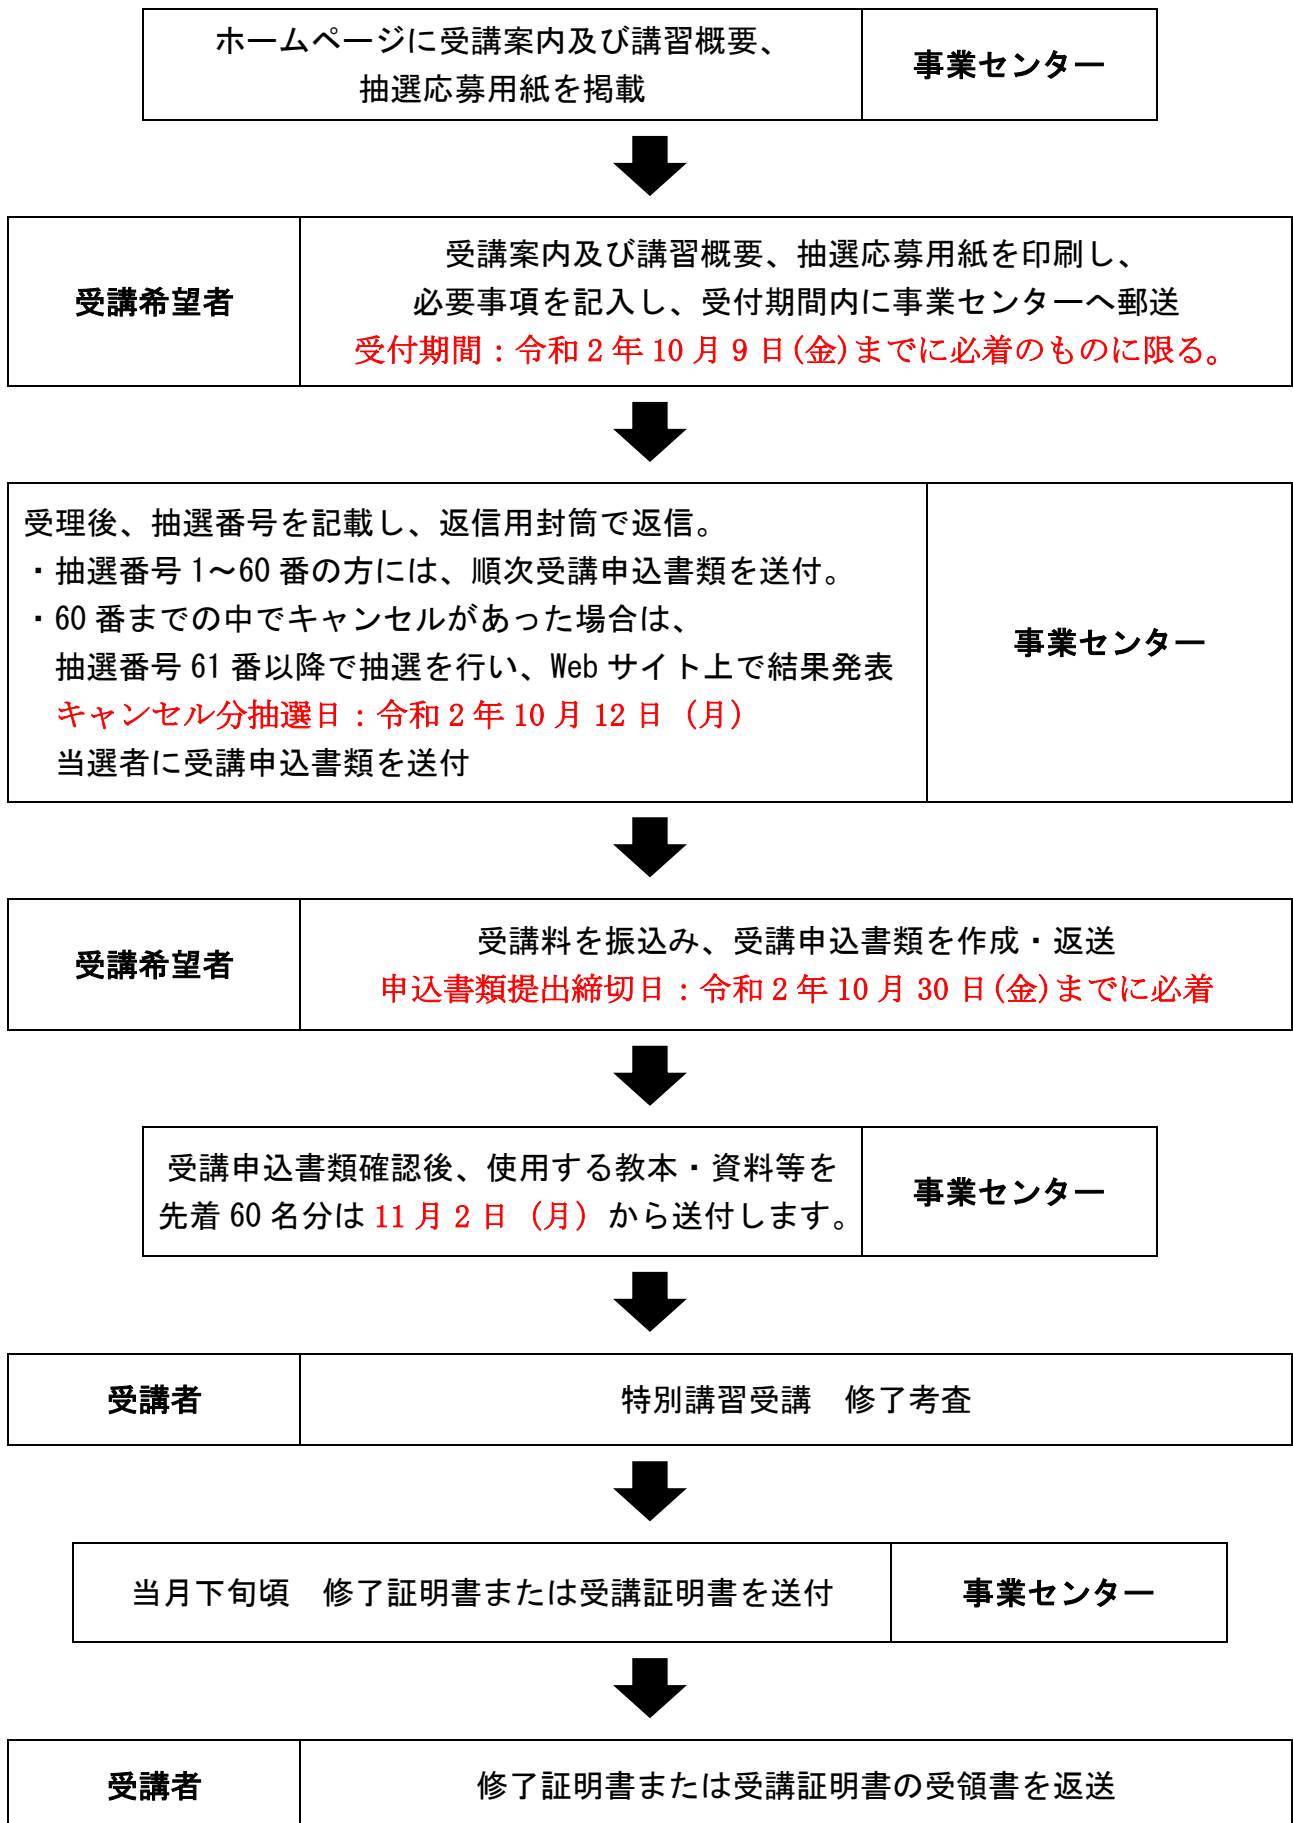 ホームページに受講案内及び講習概要、
抽選応募用紙を掲載
事業センター
受講希望者
受講案内及び講習概要、抽選応募用紙を印刷し、
必要事項を記入し、受付期間内に事業センターへ郵送
受付期間：令和2年10月9日(金)までに必着のものに限る。
受理後、抽選番号を記載し、返信用封筒で返信。
・抽選番号1～60番の方には、順次受講申込書類を送付。
・60番までの中でキャンセルがあった場合は、
抽選番号61番以降で抽選を行い、Webサイト上で結果発表
キャンセル分抽選日：令和2年10月12日（月）
当選者に受講申込書類を送付
事業センター
受講希望者
受講料を振込み、受講申込書類を作成・返送
申込書類提出締切日：令和2年10月30日(金)までに必着
受講申込書類確認後、使用する教本・資料等を
先着60名分は11月2日（月）から送付します。
事業センター
受講者
特別講習受講　修了考査
当月下旬頃　修了証明書または受講証明書を送付
事業センター
受講者
修了証明書または受講証明書の受領書を返送